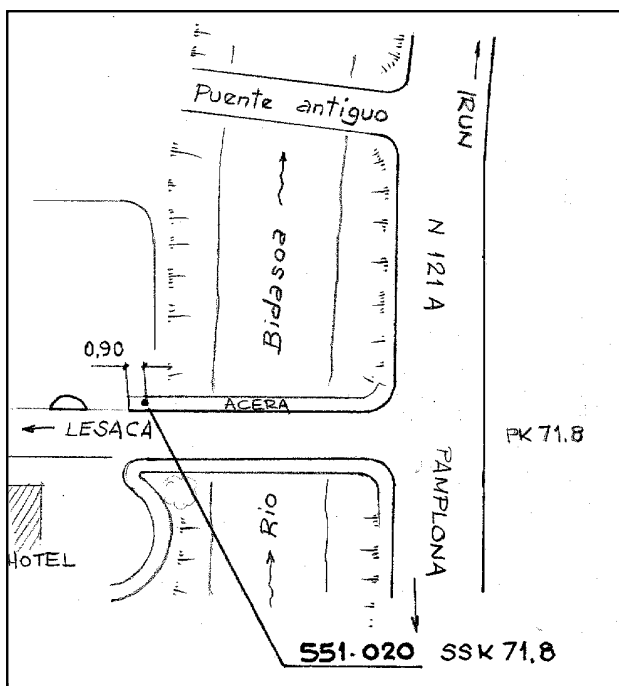 Puente antiguo
IRUN
Bidasoa
N 121 A
0,90
ACERA
LESACA
PK 71.8
PAMPLONA
Rio
HOTEL
551.020 SSK 71,8